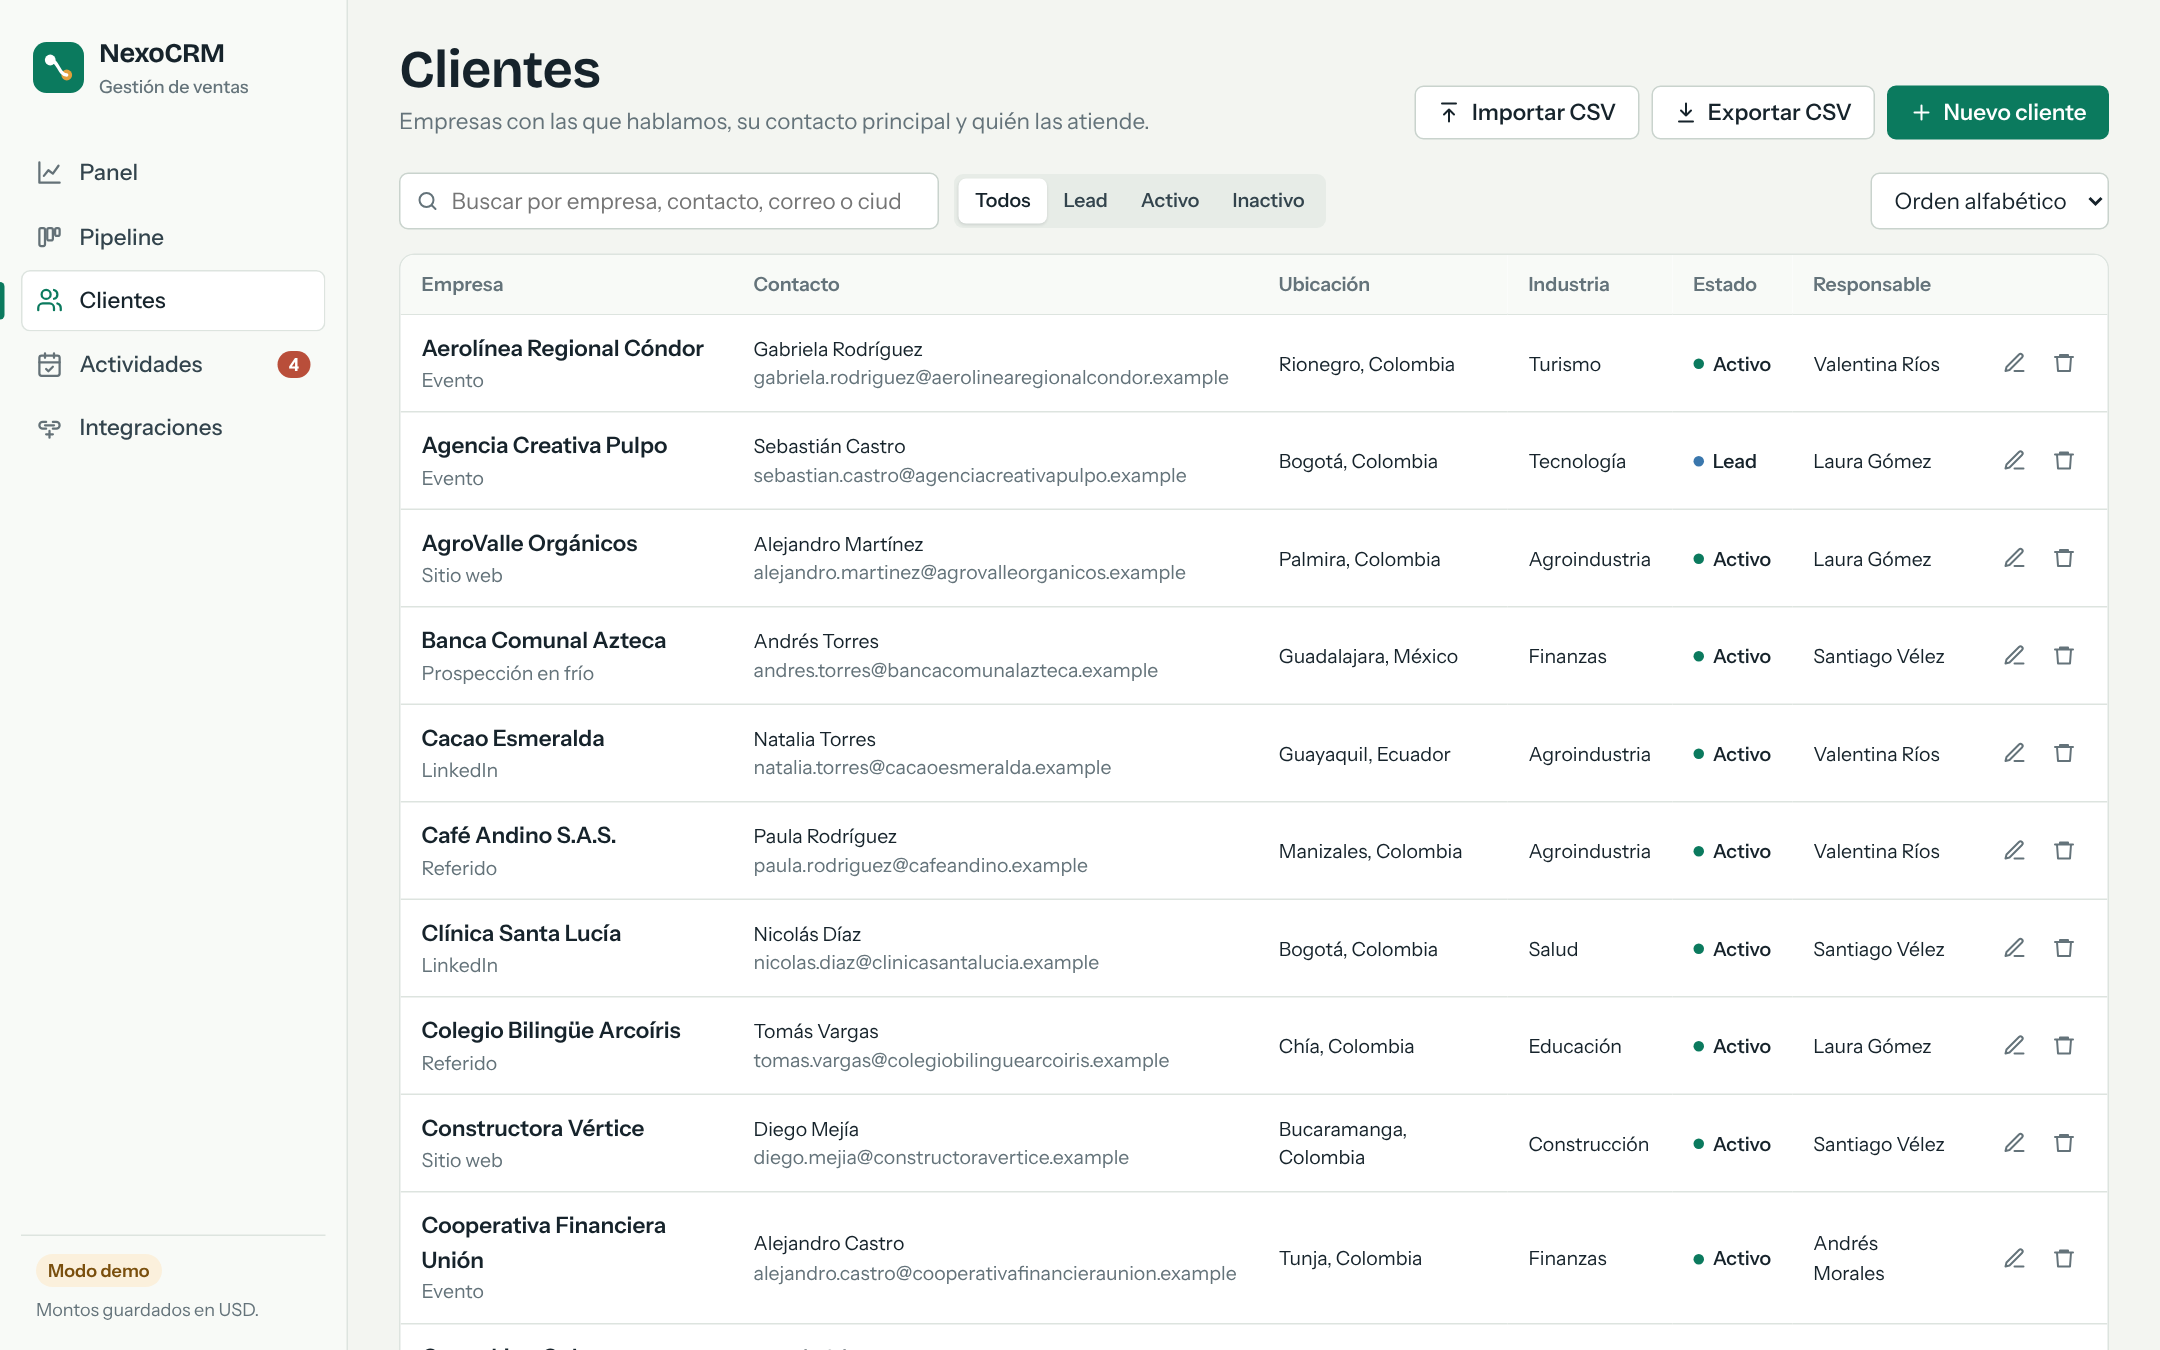 NexoCRM
Gestión de ventas
Panel
Pipeline
Clientes
Actividades 4
Integraciones
Modo demo
Montos guardados en USD.
Clientes
Empresas con las que hablamos, su contacto principal y quién las atiende.
Importar CSV
Exportar CSV
Nuevo cliente
Buscar por empresa, contacto, correo o ciud
Todos Lead Activo Inactivo
Orden alfabético
Empresa Contacto Ubicación Industria Estado Responsable
Aerolínea Regional Cóndor
Evento
Gabriela Rodríguez
gabriela.rodriguez@aerolinearegionalcondor.example
Rionegro, Colombia
Turismo
Activo
Valentina Ríos
Agencia Creativa Pulpo
Evento
Sebastián Castro
sebastian.castro@agenciacreativapulpo.example
Bogotá, Colombia
Tecnología
Lead
Laura Gómez
AgroValle Orgánicos
Sitio web
Alejandro Martínez
alejandro.martinez@agrovalleorganicos.example
Palmira, Colombia
Agroindustria
Activo
Laura Gómez
Banca Comunal Azteca
Prospección en frío
Andrés Torres
andres.torres@bancacomunalazteca.example
Guadalajara, México
Finanzas
Activo
Santiago Vélez
Cacao Esmeralda
LinkedIn
Natalia Torres
natalia.torres@cacaoesmeralda.example
Guayaquil, Ecuador
Agroindustria
Activo
Valentina Ríos
Café Andino S.A.S.
Referido
Paula Rodríguez
paula.rodriguez@cafeandino.example
Manizales, Colombia
Agroindustria
Activo
Valentina Ríos
Clínica Santa Lucía
LinkedIn
Nicolás Díaz
nicolas.diaz@clinicasantalucia.example
Bogotá, Colombia
Salud
Activo
Santiago Vélez
Colegio Bilingüe Arcoíris
Referido
Tomás Vargas
tomas.vargas@colegiobilinguearcoiris.example
Chía, Colombia
Educación
Activo
Laura Gómez
Constructora Vértice
Sitio web
Diego Mejía
diego.mejia@constructoravertice.example
Bucaramanga,
Colombia
Construcción
Activo
Santiago Vélez
Cooperativa Financiera
Unión
Evento
Alejandro Castro
alejandro.castro@cooperativafinancieraunion.example
Tunja, Colombia
Finanzas
Activo
Andrés
Morales